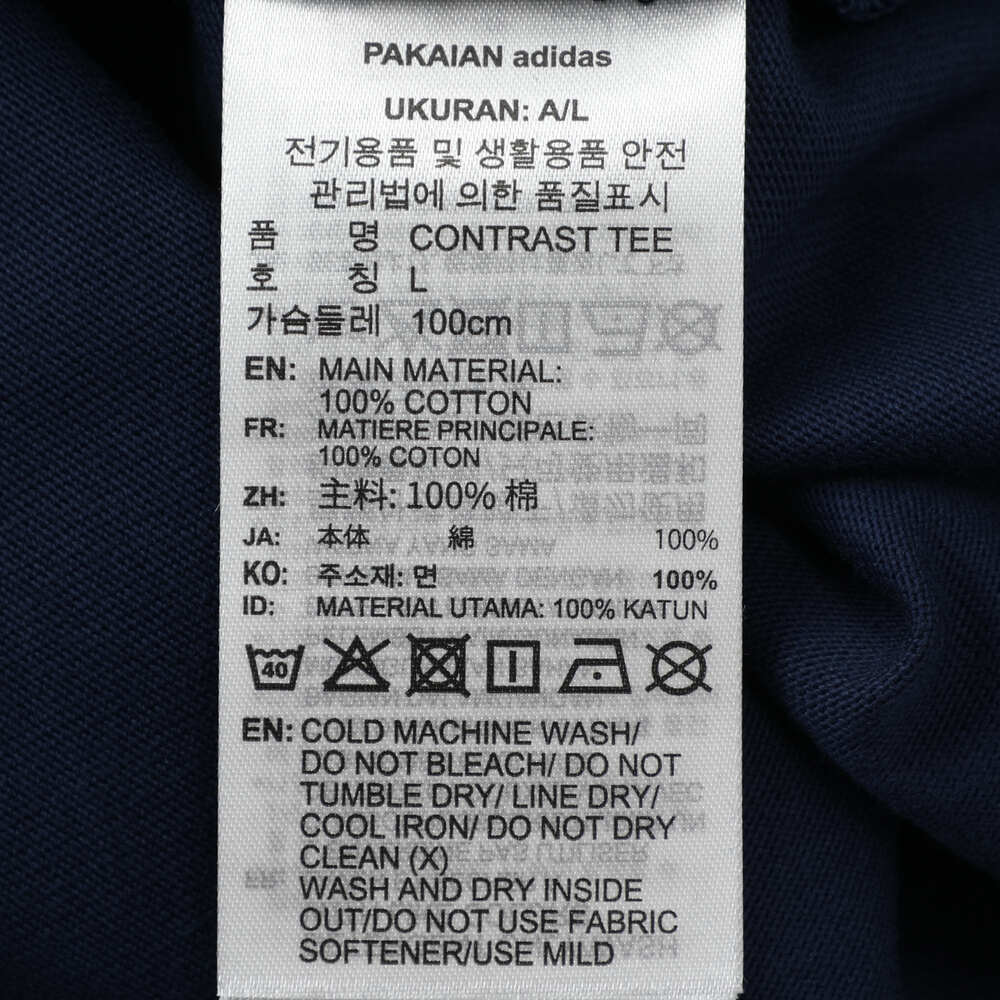 PAKAIAN adidas
UKURAN: A/L
전기용품 및 생활용품 안전
관리법에 의한 품질표시
품 명 CONTRAST TEE
호 칭 L
가슴둘레 100cm
EN: MAIN MATERIAL:
100% COTTON
FR: MATIERE PRINCIPALE:
100% COTON
ZH: 主料: 100% 棉
JA: 本体 綿 100%
KO: 주소재: 면 100%
ID: MATERIAL UTAMA: 100% KATUN
40
EN: COLD MACHINE WASH/
DO NOT BLEACH/ DO NOT
TUMBLE DRY/ LINE DRY/
COOL IRON/ DO NOT DRY
CLEAN (X)
WASH AND DRY INSIDE
OUT/DO NOT USE FABRIC
SOFTENER/USE MILD